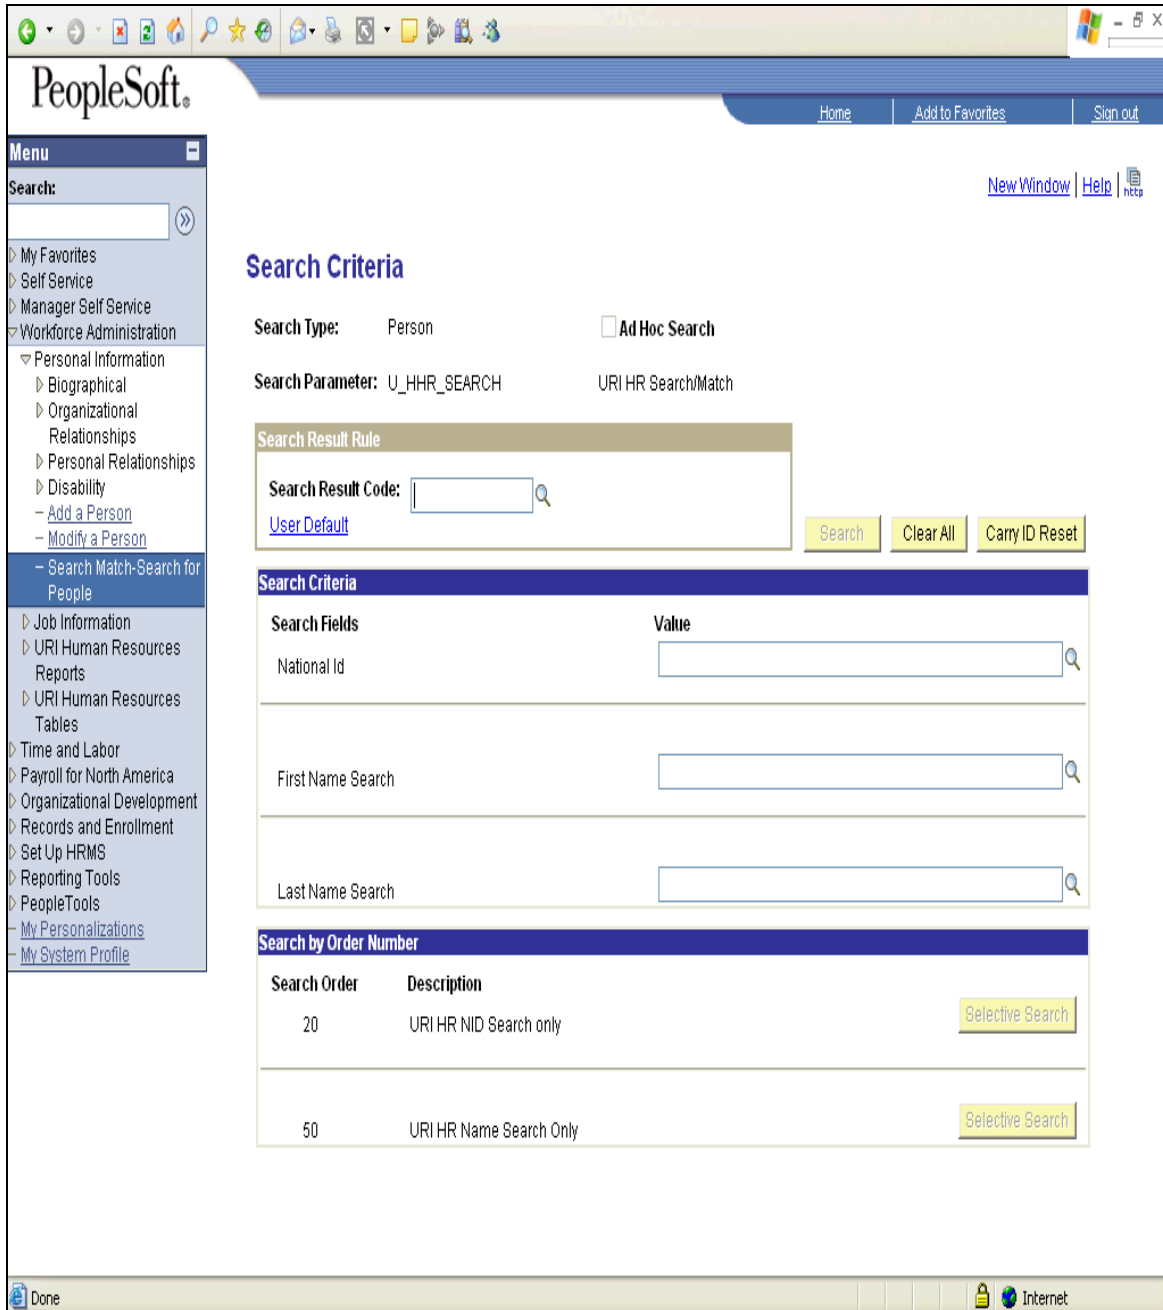 PeopleSoft®
Home Add to Favorites Sign out
Menu
New Window | Help | http
Search:
My Favorites
Self Service
Manager Self Service
Workforce Administration
Personal Information
Biographical
Organizational
Relationships
Personal Relationships
Disability
– Add a Person
– Modify a Person
– Search Match-Search for
People
Job Information
URI Human Resources
Reports
URI Human Resources
Tables
Time and Labor
Payroll for North America
Organizational Development
Records and Enrollment
Set Up HRMS
Reporting Tools
PeopleTools
– My Personalizations
– My System Profile
Search Criteria
Search Type: Person Ad Hoc Search
Search Parameter: U_HHR_SEARCH URI HR Search/Match
Search Result Rule
Search Result Code:
User Default
Search Clear All Carry ID Reset
Search Criteria
Search Fields Value
National Id
First Name Search
Last Name Search
Search by Order Number
Search Order Description
20 URI HR NID Search only Selective Search
50 URI HR Name Search Only Selective Search
Done Internet